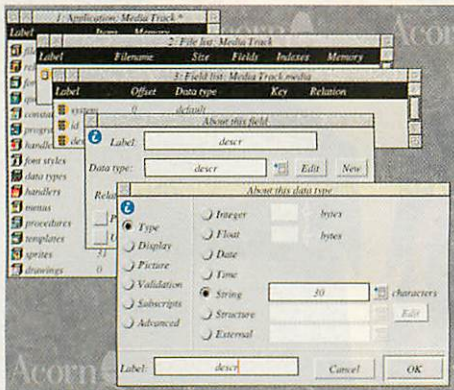 Acorn
1: Application: Media Track *
Label Items Memory
2: File list: Media Track
Label Filename Size Fields Indexes Memory
3: Field list: Media Track.media
Label Offset Data type Key Relation
system 0 default
id
About this field
Label: descr
Data type: descr Edit New
font styles
data types
handlers
menus
procedures
templates
sprites 31
drawings 0
About this data type
Type
Display
Picture
Validation
Subscripts
Advanced
Integer bytes
Float bytes
Date
Time
String 30 characters
Structure Edit
External
Label: descr Cancel OK
Acorn